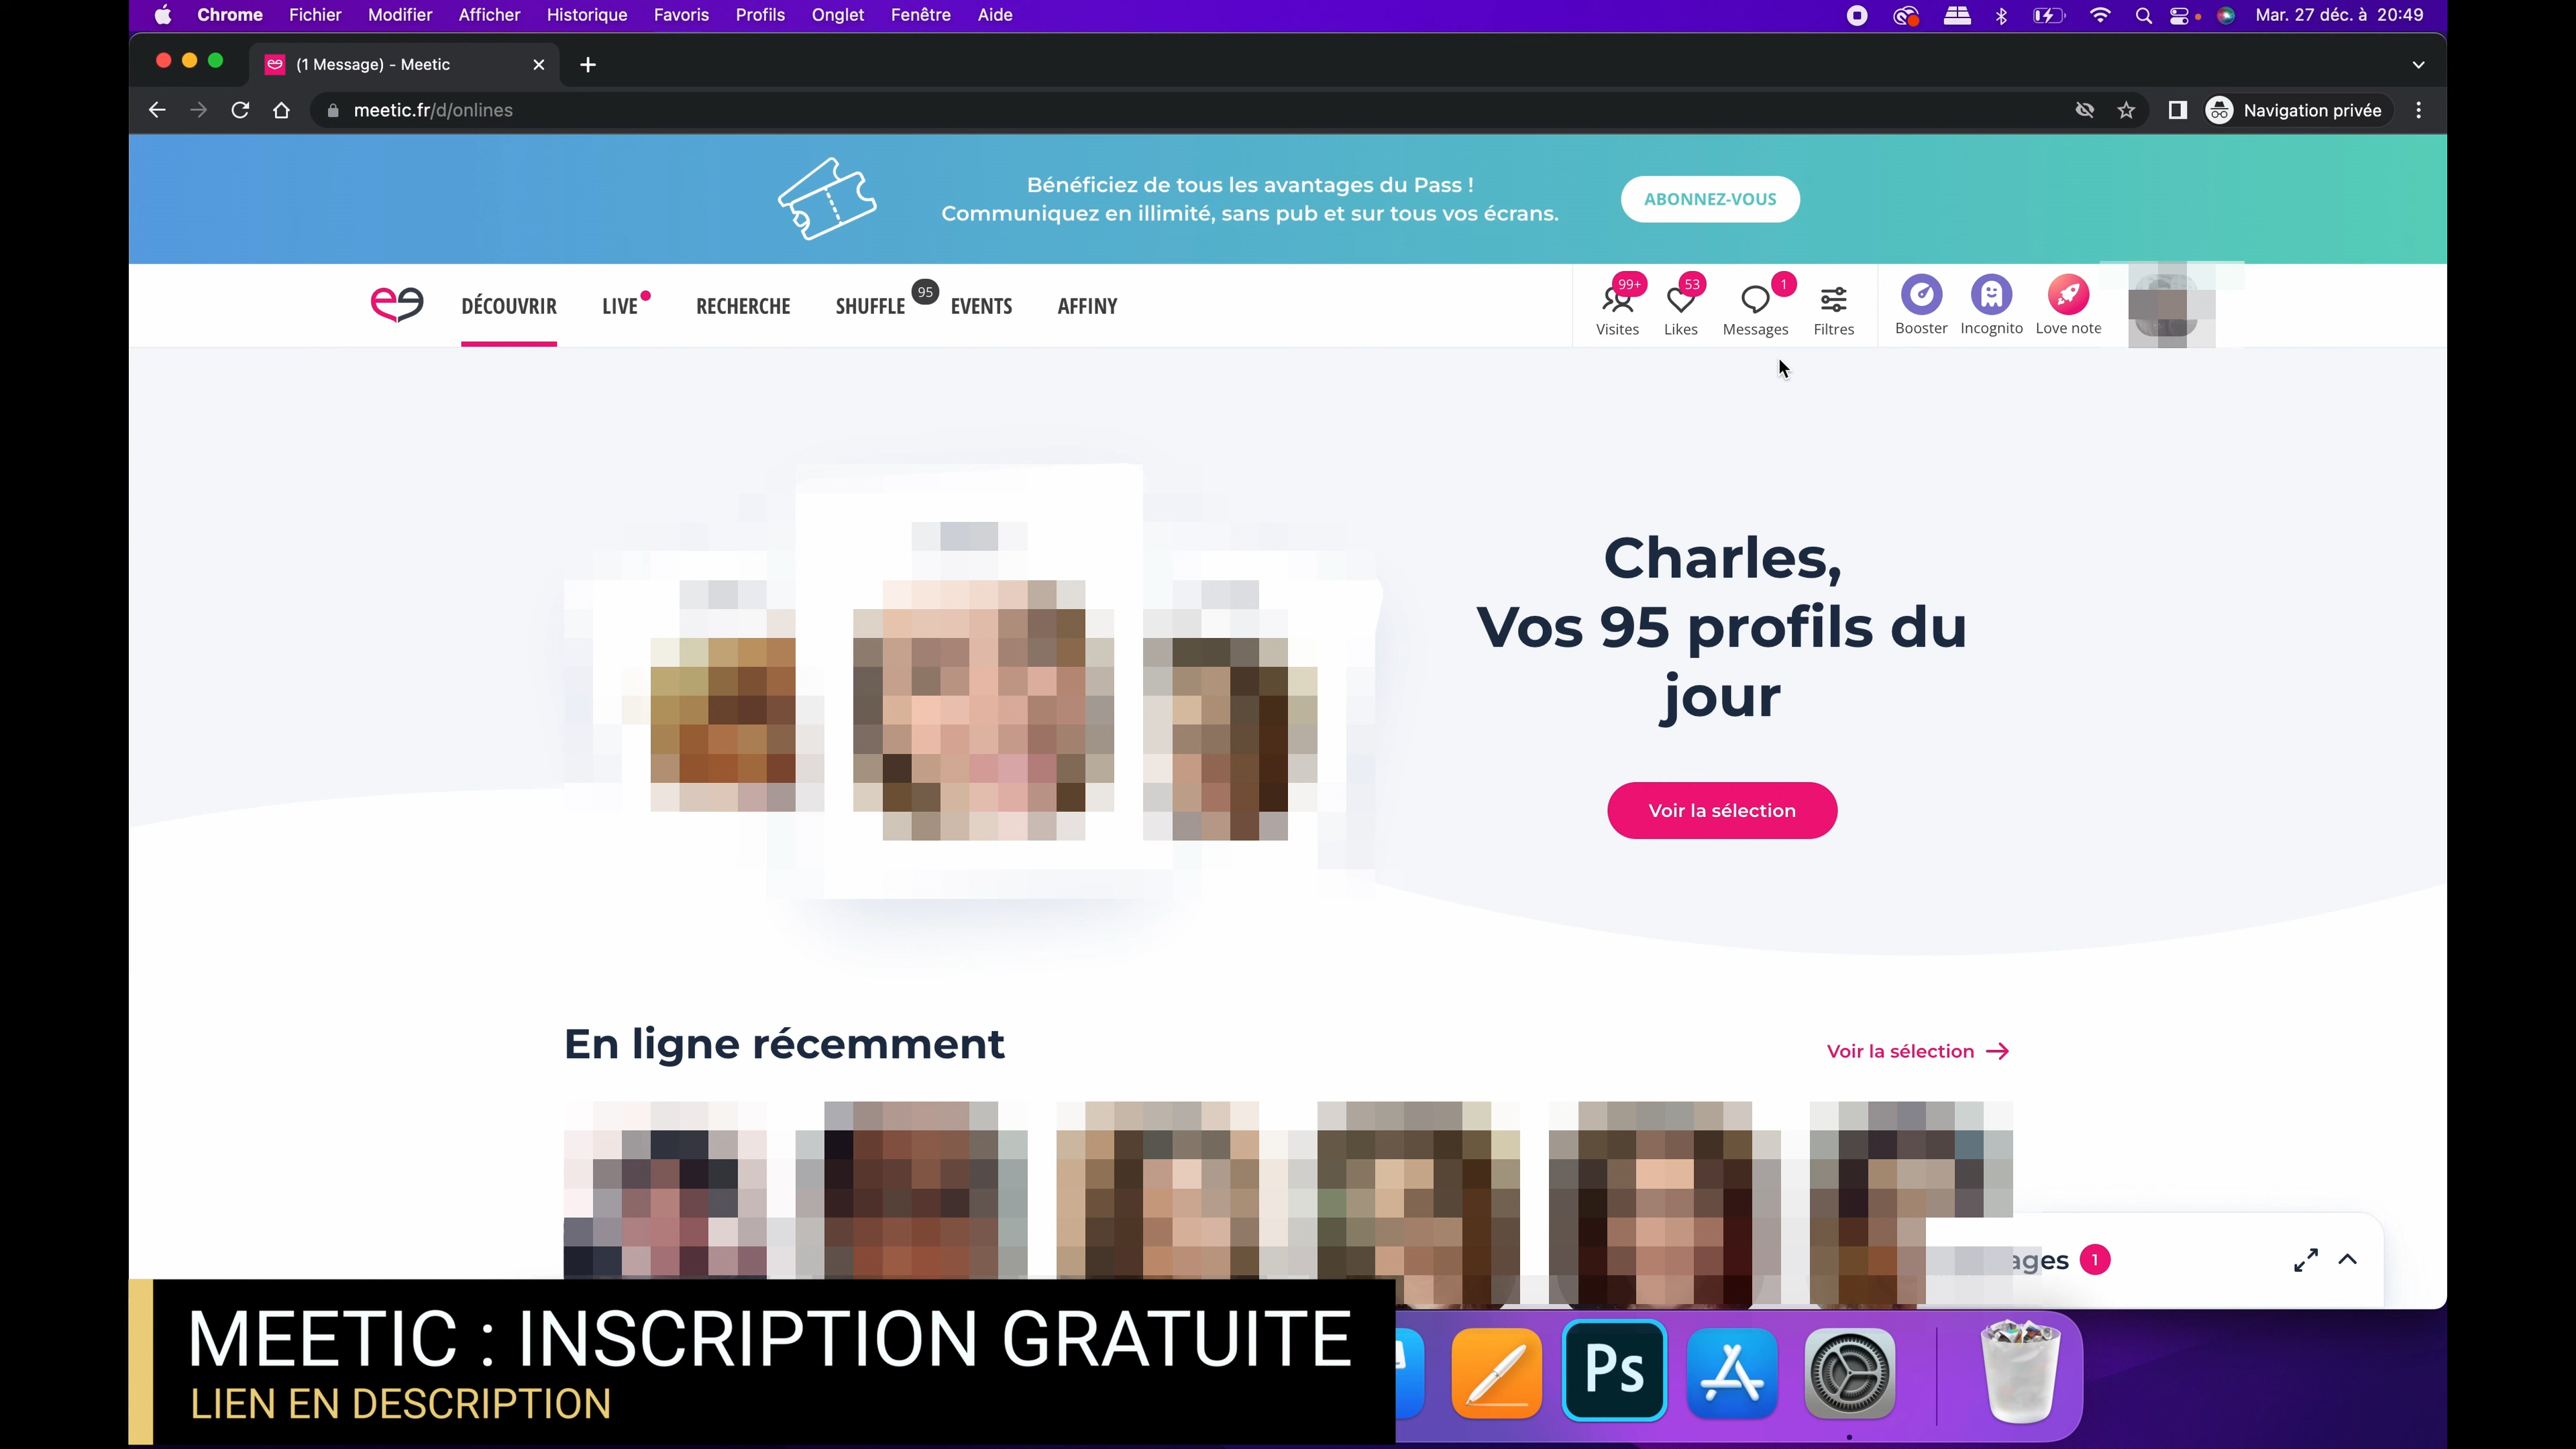 Chrome Fichier Modifier Afficher Historique Favoris Profils Onglet Fenêtre Aide Mar. 27 déc. à 20:49
(1 Message) - Meetic
meetic.fr/d/onlines Navigation privée
Bénéficiez de tous les avantages du Pass !
Communiquez en illimité, sans pub et sur tous vos écrans.
ABONNEZ-VOUS
DÉCOUVRIR LIVE RECHERCHE SHUFFLE 95 EVENTS AFFINY
99+ 53 1
Visites Likes Messages Filtres Booster Incognito Love note
Charles,
Vos 95 profils du
jour
Voir la sélection
En ligne récemment
Voir la sélection
ages 1
MEETIC : INSCRIPTION GRATUITE
LIEN EN DESCRIPTION
Ps